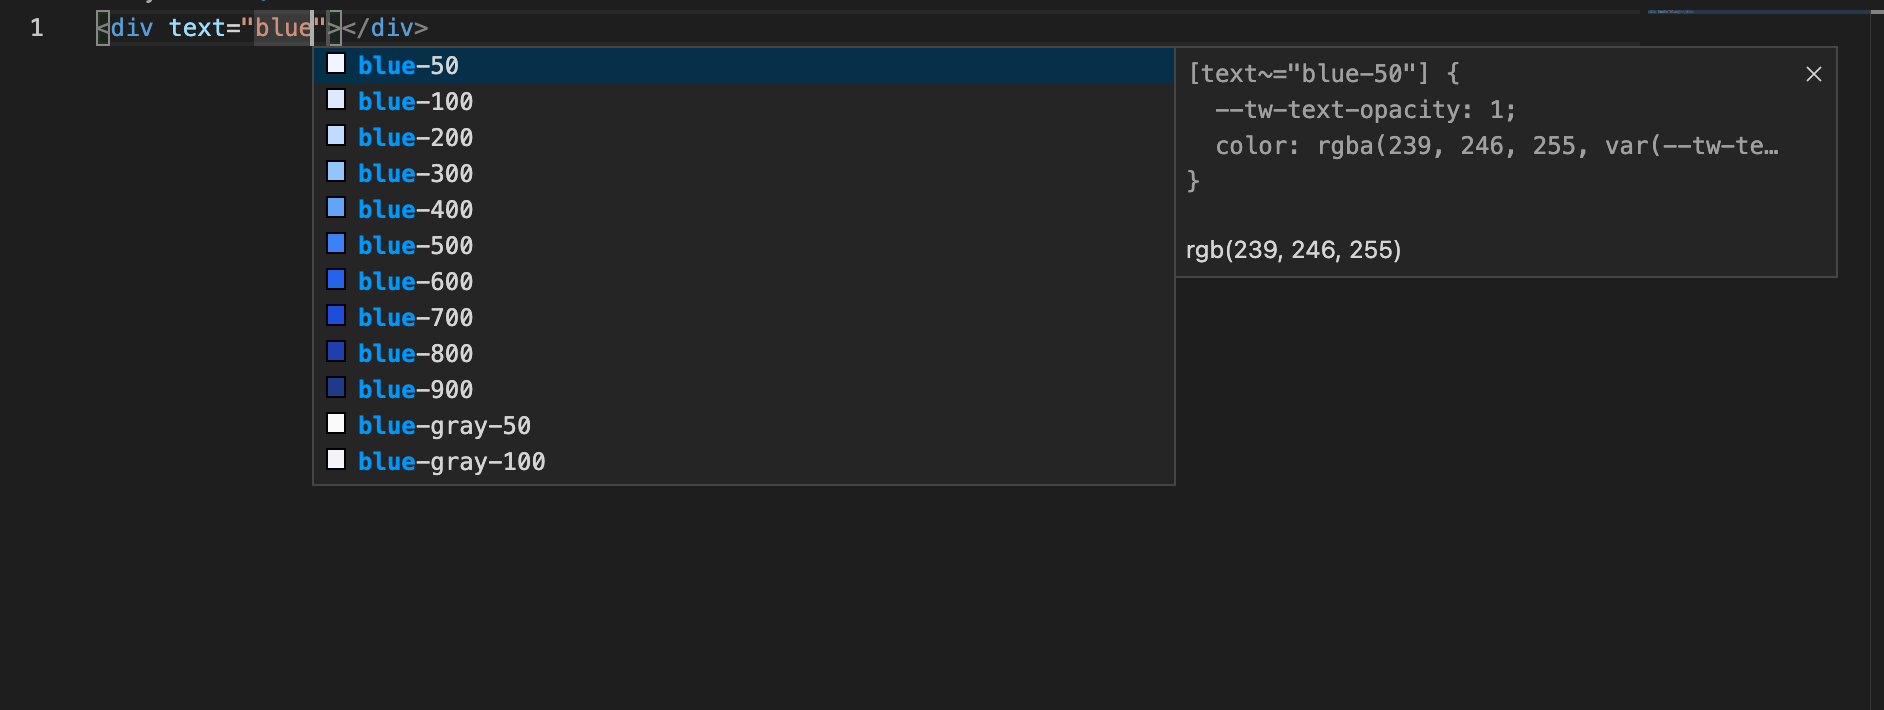 1 <div text="blue"></div>
blue-50
blue-100
blue-200
blue-300
blue-400
blue-500
blue-600
blue-700
blue-800
blue-900
blue-gray-50
blue-gray-100
[text~="blue-50"] {
--tw-text-opacity: 1;
color: rgba(239, 246, 255, var(--tw-te…
}
rgb(239, 246, 255)